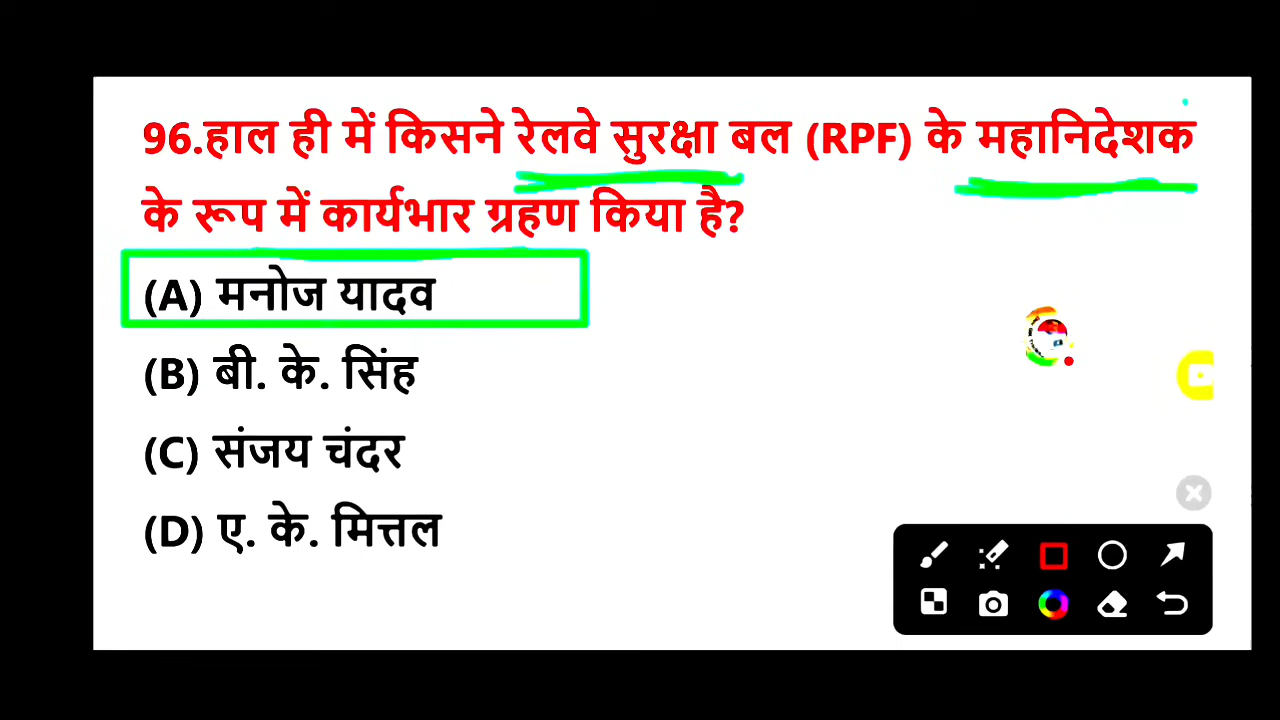 96.हाल ही में किसने रेलवे सुरक्षा बल (RPF) के महानिदेशक
के रूप में कार्यभार ग्रहण किया है?
(A) मनोज यादव
(B) बी. के. सिंह
(C) संजय चंदर
(D) ए. के. मित्तल